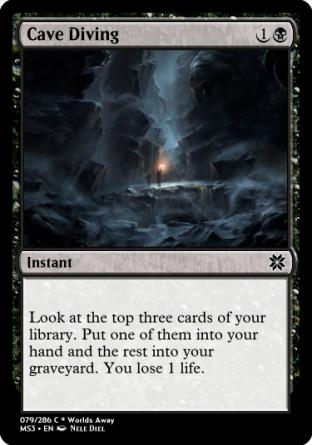 Cave Diving 1
Instant
Look at the top three cards of your
library. Put one of them into your
hand and the rest into your
graveyard. You lose 1 life.
079/286 C * Worlds Away
MS3 • EN Nele Diel